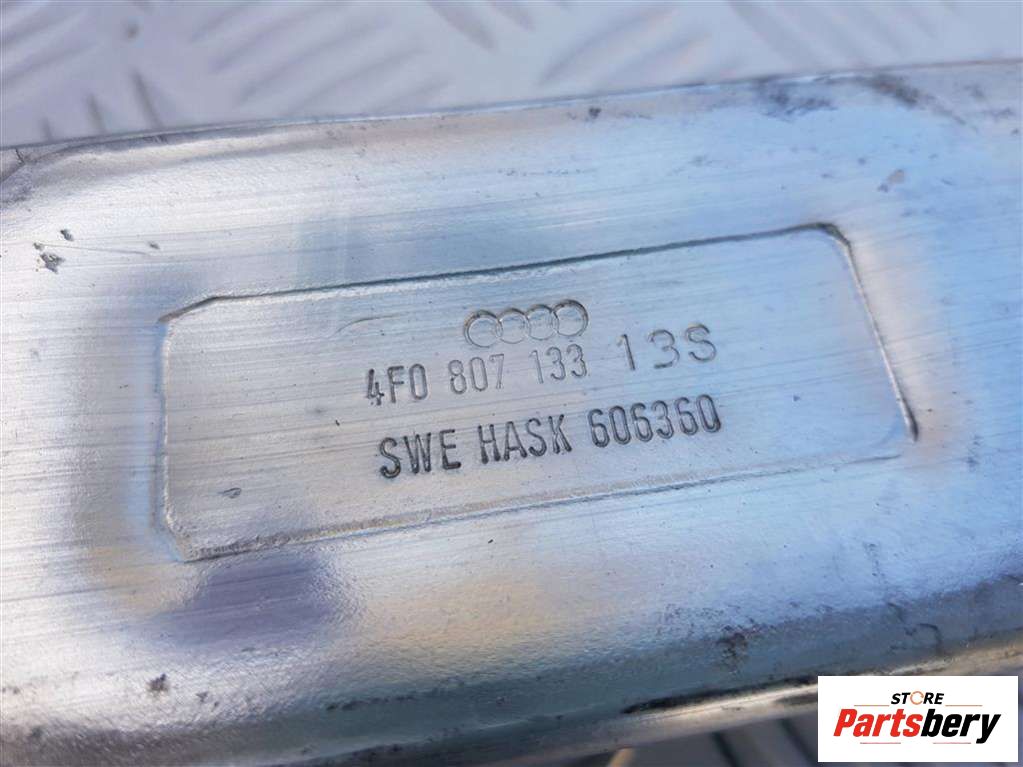 4F0 807 133 13S
SWE HASK 606360
STORE
Partsbery